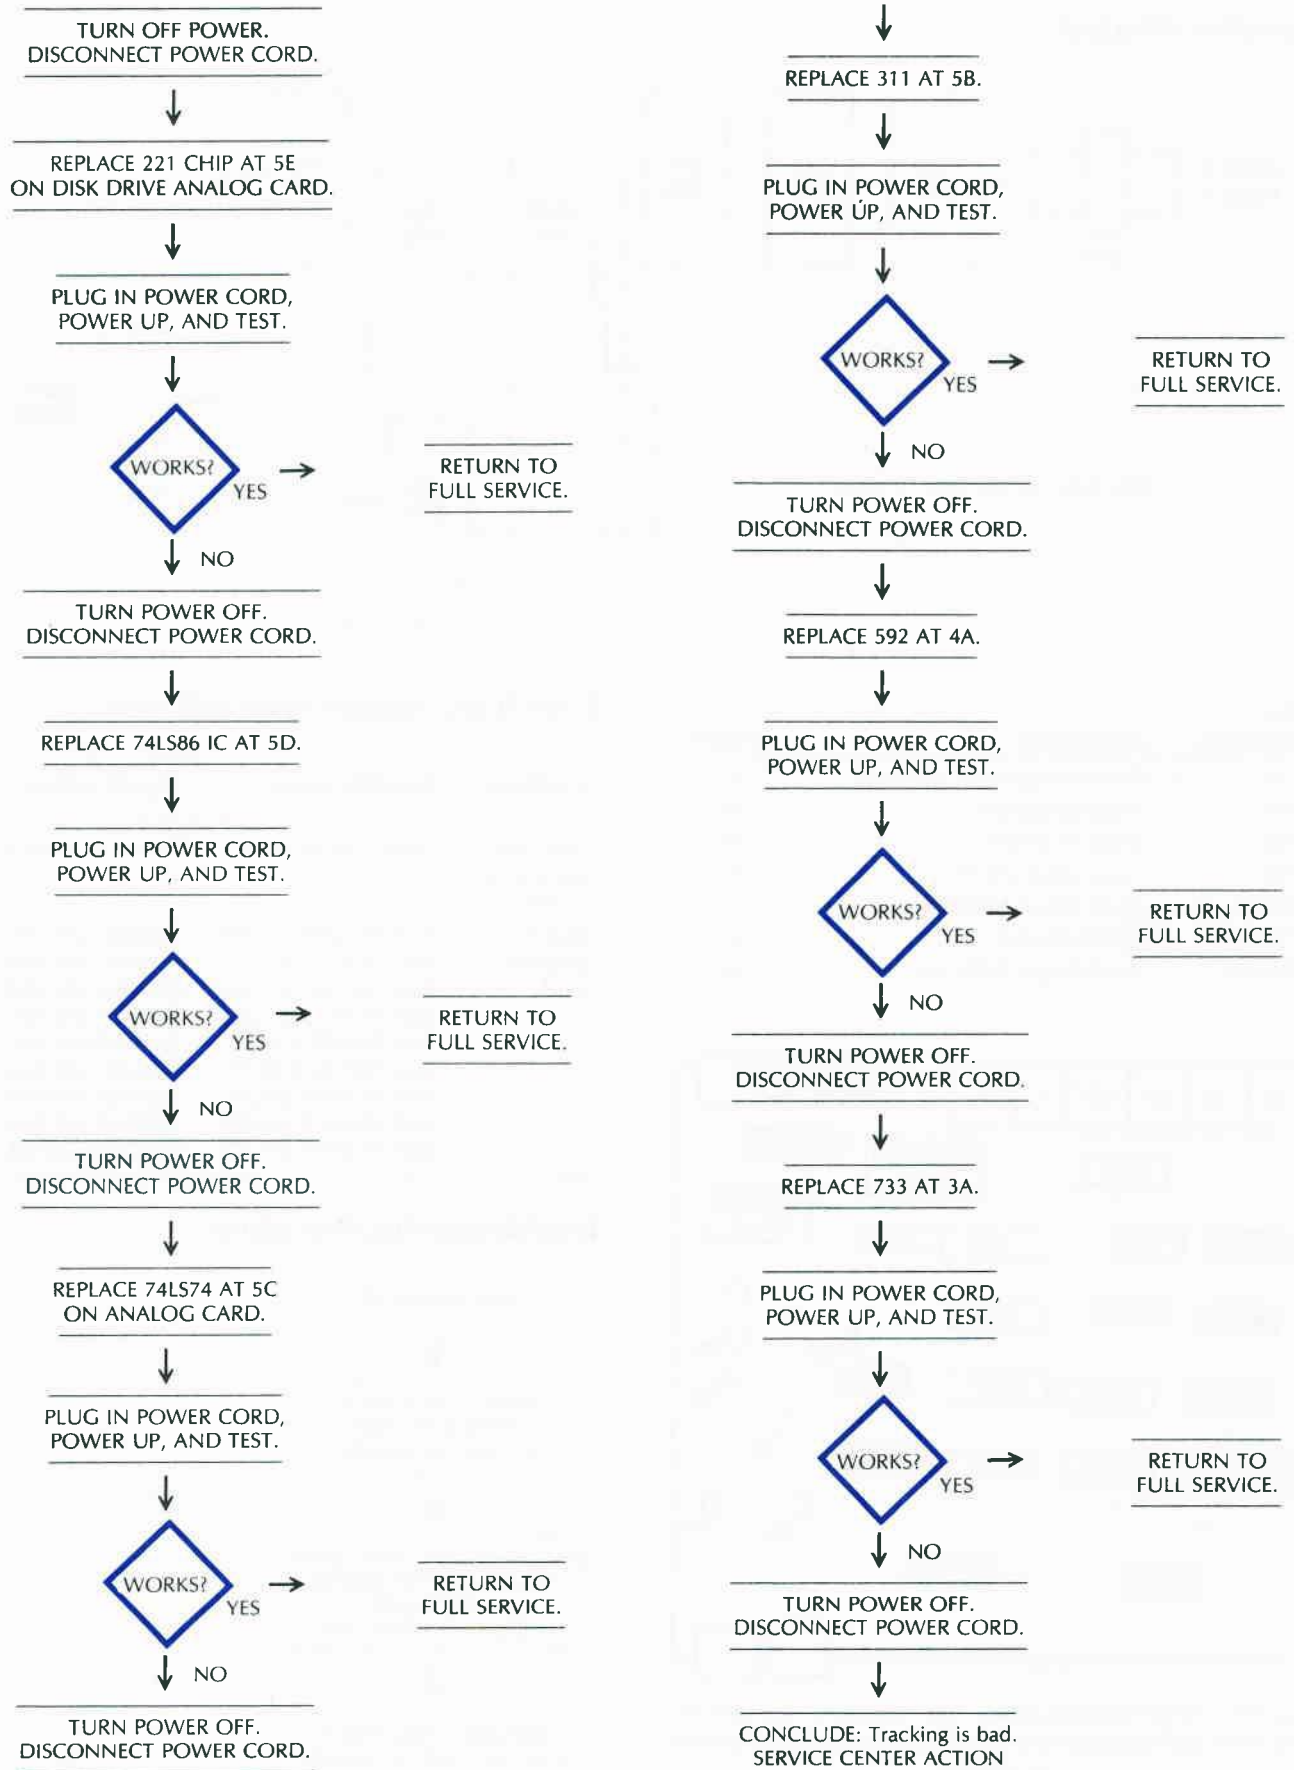 TURN OFF POWER.
DISCONNECT POWER CORD.
REPLACE 221 CHIP AT 5E
ON DISK DRIVE ANALOG CARD.
PLUG IN POWER CORD,
POWER UP, AND TEST.
WORKS?
YES
RETURN TO
FULL SERVICE.
NO
TURN POWER OFF.
DISCONNECT POWER CORD.
REPLACE 74LS86 IC AT 5D.
PLUG IN POWER CORD,
POWER UP, AND TEST.
WORKS?
YES
RETURN TO
FULL SERVICE.
NO
TURN POWER OFF.
DISCONNECT POWER CORD.
REPLACE 74LS74 AT 5C
ON ANALOG CARD.
PLUG IN POWER CORD,
POWER UP, AND TEST.
WORKS?
YES
RETURN TO
FULL SERVICE.
NO
TURN POWER OFF.
DISCONNECT POWER CORD.
REPLACE 311 AT 5B.
PLUG IN POWER CORD,
POWER UP, AND TEST.
WORKS?
YES
RETURN TO
FULL SERVICE.
NO
TURN POWER OFF.
DISCONNECT POWER CORD.
REPLACE 592 AT 4A.
PLUG IN POWER CORD,
POWER UP, AND TEST.
WORKS?
YES
RETURN TO
FULL SERVICE.
NO
TURN POWER OFF.
DISCONNECT POWER CORD.
REPLACE 733 AT 3A.
PLUG IN POWER CORD,
POWER UP, AND TEST.
WORKS?
YES
RETURN TO
FULL SERVICE.
NO
TURN POWER OFF.
DISCONNECT POWER CORD.
CONCLUDE: Tracking is bad.
SERVICE CENTER ACTION